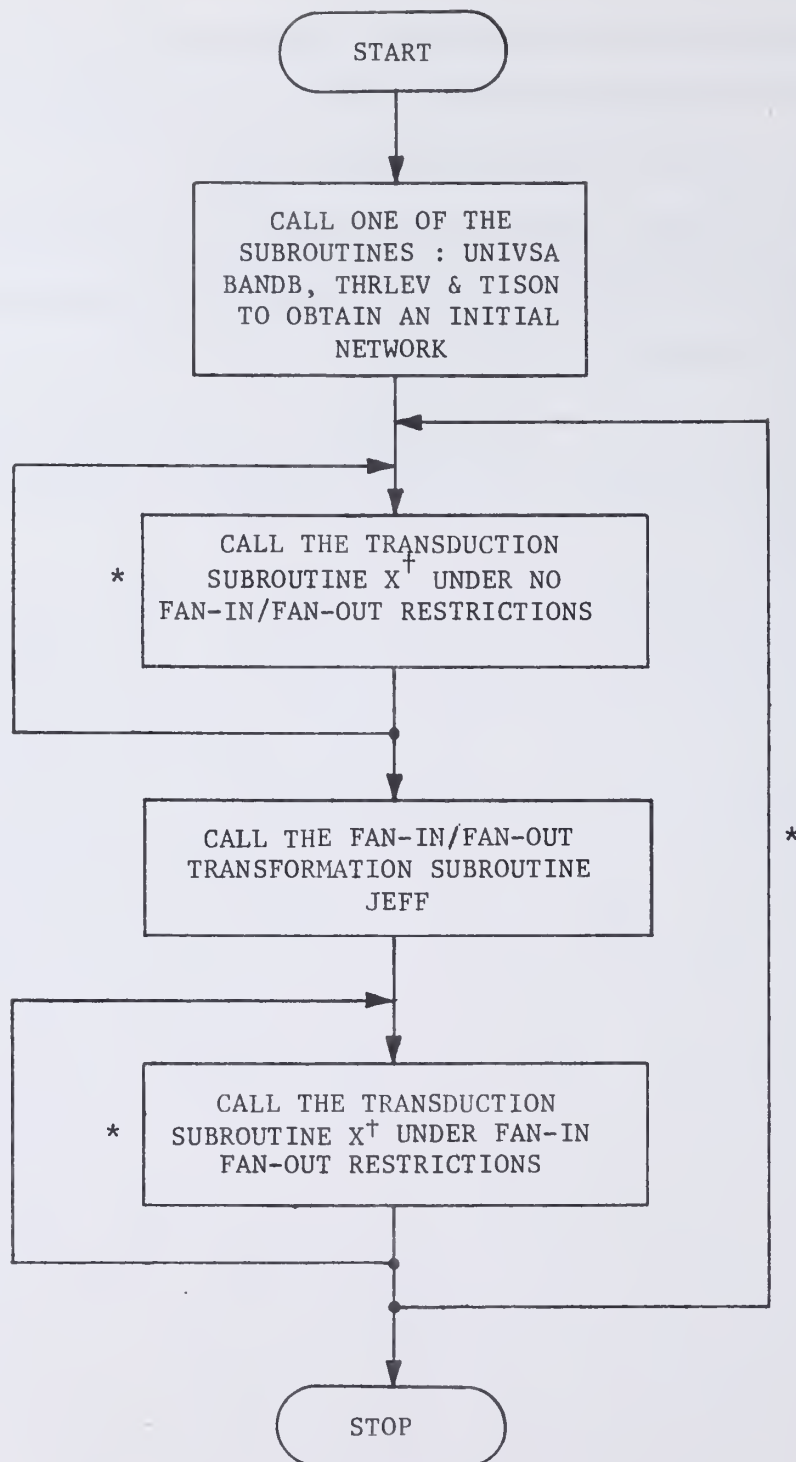 START
CALL ONE OF THE
SUBROUTINES : UNIVSA
BANDB, THRLEV & TISON
TO OBTAIN AN INITIAL
NETWORK
CALL THE TRANSDUCTION
* SUBROUTINE X† UNDER NO
FAN-IN/FAN-OUT RESTRICTIONS
CALL THE FAN-IN/FAN-OUT *
TRANSFORMATION SUBROUTINE
JEFF
CALL THE TRANSDUCTION
* SUBROUTINE X† UNDER FAN-IN
FAN-OUT RESTRICTIONS
STOP